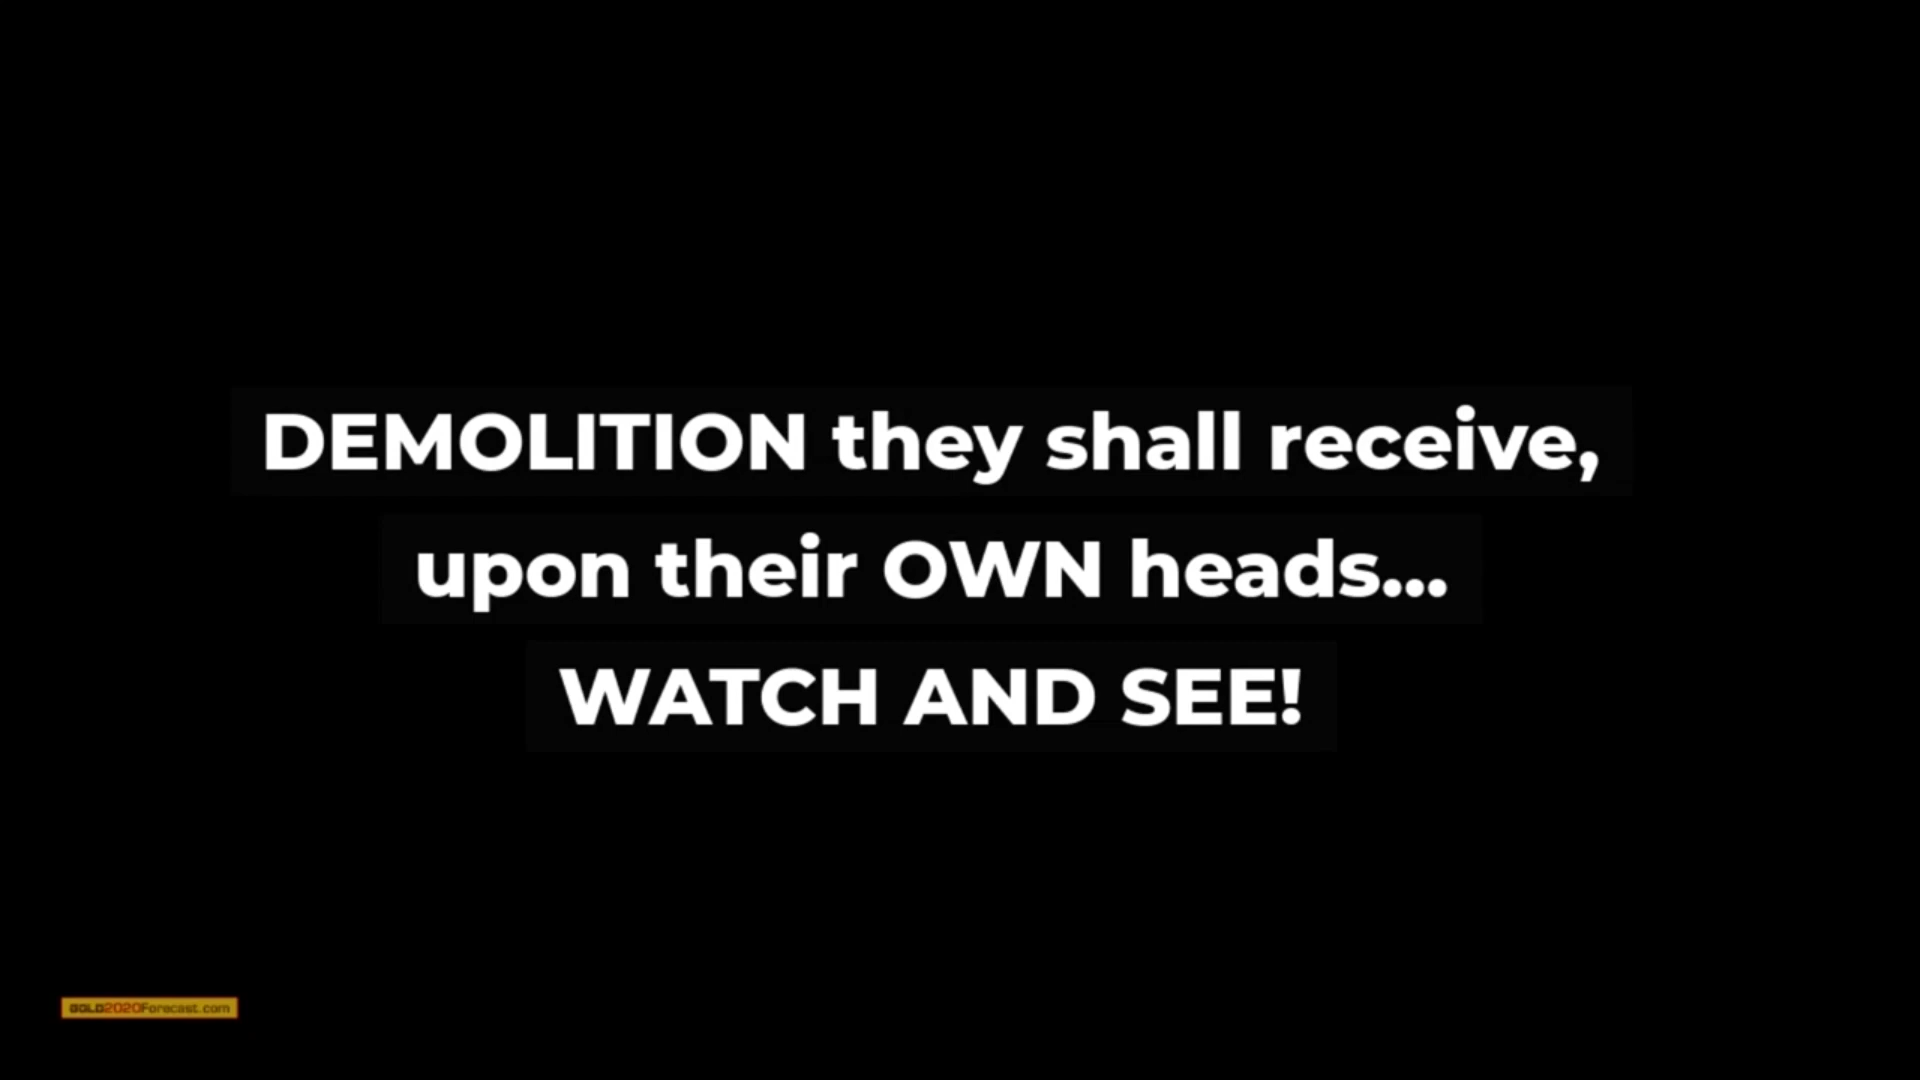 DEMOLITION they shall receive,
upon their OWN heads...
WATCH AND SEE!
GOLD2020Forecast.com